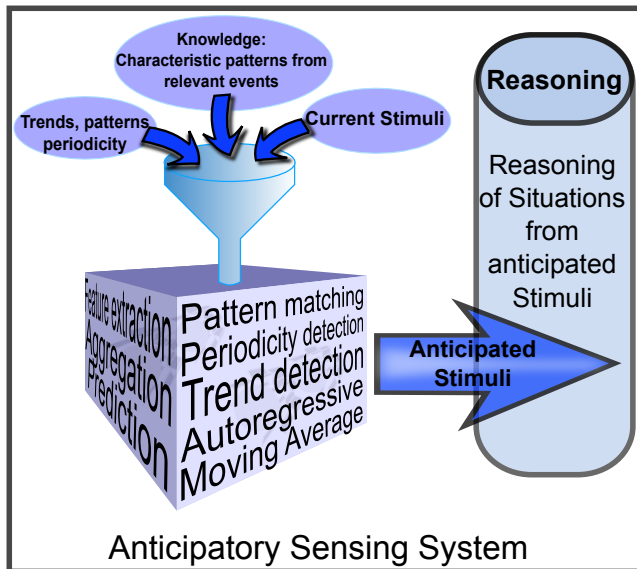 Knowledge:
Characteristic patterns from
relevant events
Trends, patterns
periodicity
Current Stimuli
Feature extraction
Aggregation
Prediction
Pattern matching
Periodicity detection
Trend detection
Autoregressive
Moving Average
Anticipated
Stimuli
Reasoning
Reasoning
of Situations
from
anticipated
Stimuli
Anticipatory Sensing System